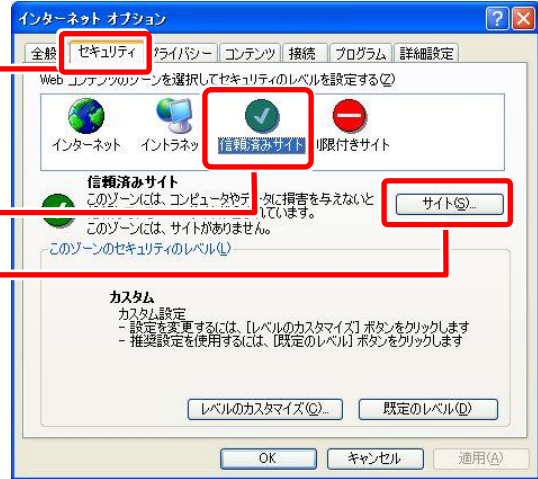 インターネット オプション
全般 セキュリティ プライバシー コンテンツ 接続 プログラム 詳細設定
Web コンテンツのゾーンを選択してセキュリティのレベルを設定する(Z)
インターネット イントラネッ 信頼済みサイト 制限付きサイト
信頼済みサイト
このゾーンには、コンピュータやデータに損害を与えないと
れています。
このゾーンには、サイトがありません。
サイト(S)...
このゾーンのセキュリティのレベル(L)
カスタム
カスタム設定
- 設定を変更するには、[レベルのカスタマイズ] ボタンをクリックします
- 推奨設定を使用するには、[既定のレベル] ボタンをクリックします
レベルのカスタマイズ(C)... 既定のレベル(D)
OK キャンセル 適用(A)